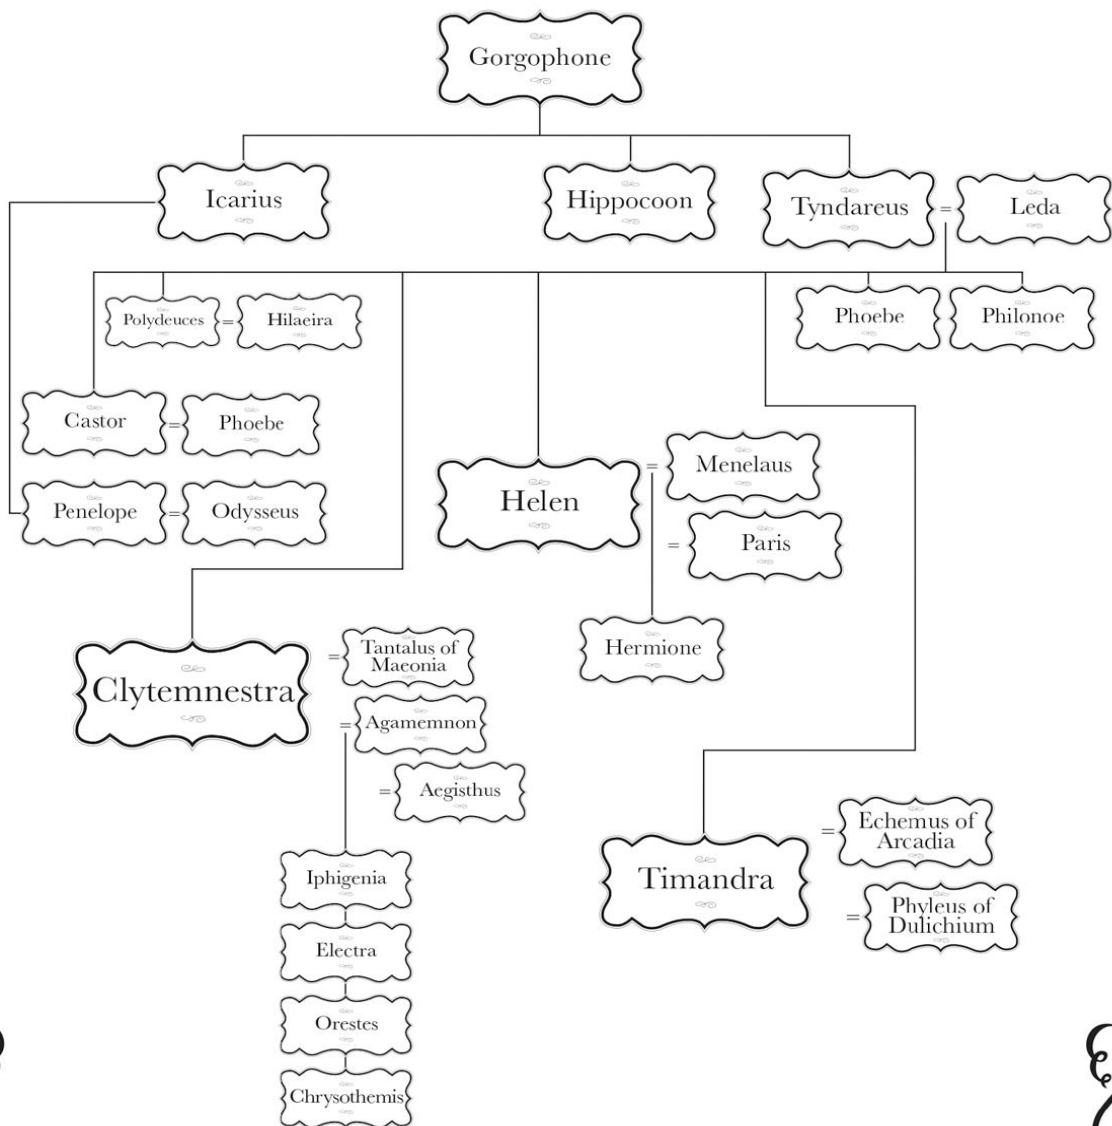 Gorgophone
Icarius
Hippocoon
Tyndareus = Leda
Polydeuces = Hilaeira
Phoebe
Philonoe
Castor = Phoebe
Penelope = Odysseus
Helen
= Menelaus
= Paris
Hermione
Clytemnestra
= Tantalus of
Maeonia
= Agamemnon
= Aegisthus
Iphigenia
Electra
Orestes
Chrysothemis
Timandra
= Echemus of
Arcadia
= Phyleus of
Dulichium